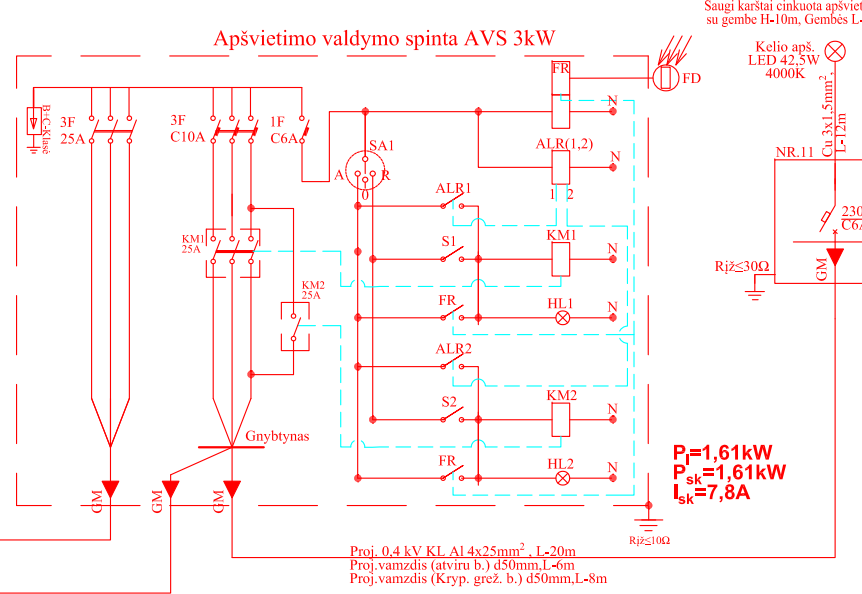 Saugi karštai cinkuota
su gembe H-10m, Gembės L-
Apšvietimo valdymo spinta AVS 3kW
Kelio apš.
LED 42,5W
4000K
Cu 3x1,5mm²,
L-12m
FR
FD
B+C-Klasė
3F
25A
3F
C10A
1F
C6A
SA1
A
R
0
N
ALR(1,2)
N
1 2
NR.11
ALR1
KM1
25A
S1
KM1
N
230
C6A
GM
Rįž≤30Ω
KM2
25A
FR
HL1
N
ALR2
S2
KM2
N
Gnybtynas
FR
HL2
N
GM
GM
GM
Pį=1,61kW
Psk=1,61kW
Isk=7,8A
Rįž≤10Ω
Proj. 0,4 kV KL Al 4x25mm² , L-20m
Proj.vamzdis (atviru b.) d50mm,L-6m
Proj.vamzdis (Kryp. grež. b.) d50mm,L-8m